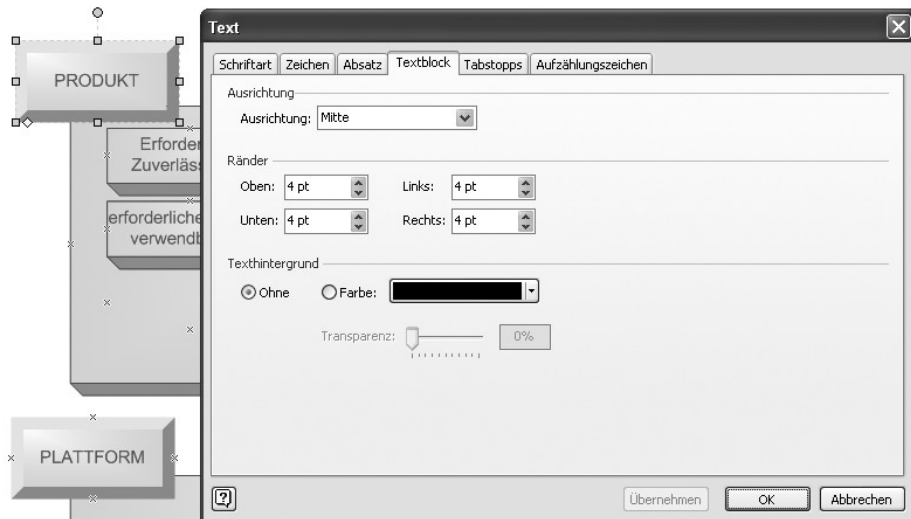 Text
Schriftart Zeichen Absatz Textblock Tabstopps Aufzählungszeichen
Ausrichtung
Ausrichtung: Mitte
Ränder
Oben: 4 pt Links: 4 pt
Unten: 4 pt Rechts: 4 pt
Texthintergrund
Ohne Farbe:
Transparenz: 0%
Übernehmen OK Abbrechen
PRODUKT
Erforder
Zuverläs
erforderliche
verwendb
PLATTFORM